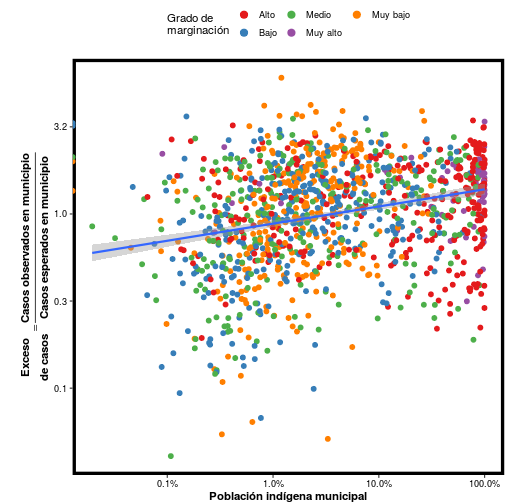 Grado de
marginación
Alto
Medio
Muy bajo
Bajo
Muy alto
3.2
1.0
0.3
0.1
Exceso
de casos
=
Casos observados en municipio
Casos esperados en municipio
0.1%
1.0%
10.0%
100.0%
Población indígena municipal